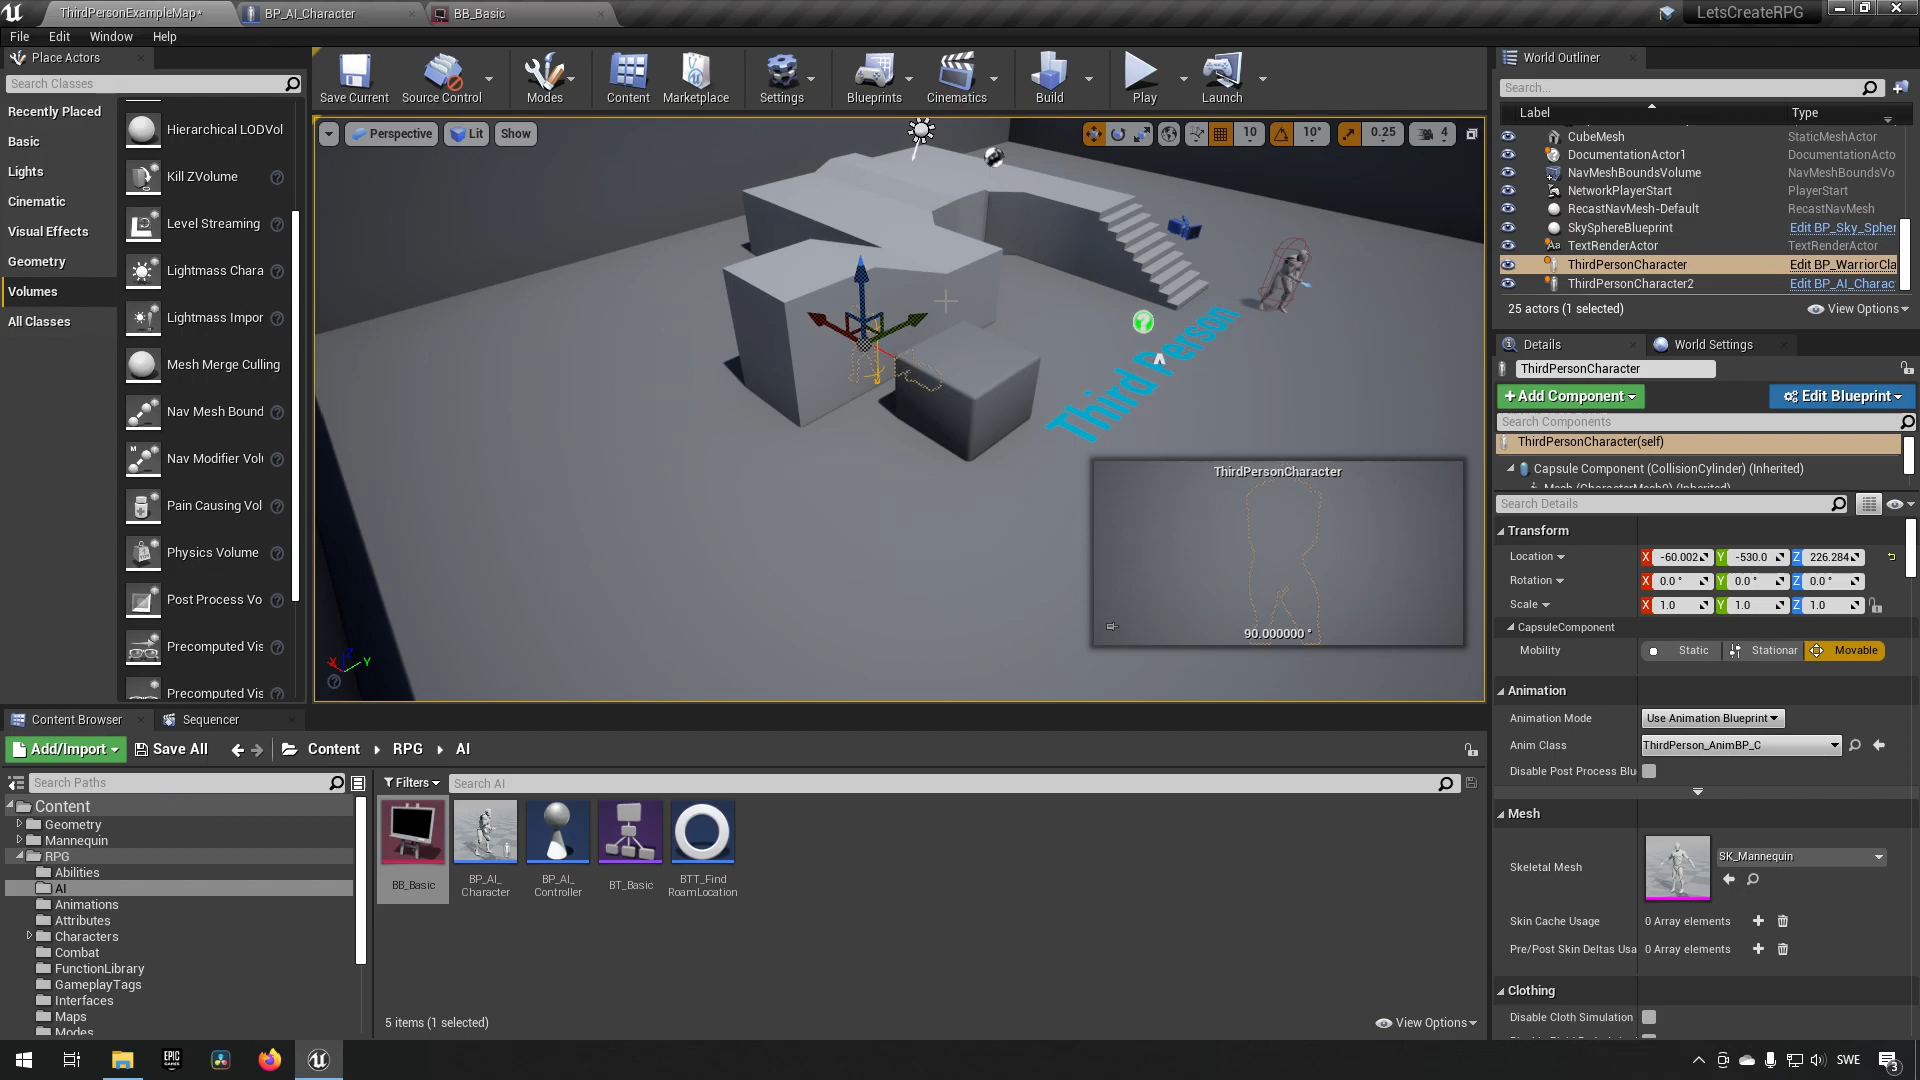 ThirdPersonExampleMap*
BP_AI_Character
BB_Basic
LetsCreateRPG
File
Edit
Window
Help
Place Actors
Search Classes
Recently Placed
Basic
Lights
Cinematic
Visual Effects
Geometry
Volumes
All Classes
Hierarchical LODVol
Kill ZVolume
Level Streaming
Lightmass Chara
Lightmass Impor
Mesh Merge Culling
Nav Mesh Bound
Nav Modifier Vol
Pain Causing Vol
Physics Volume
Post Process Vo
Precomputed Vis
Precomputed Vis
Save Current
Source Control
Modes
Content
Marketplace
Settings
Blueprints
Cinematics
Build
Play
Launch
Perspective
Lit
Show
10
10°
0.25
4
Third Person
ThirdPersonCharacter
90.000000 °
X
Z
Y
World Outliner
Search...
Label
Type
CubeMesh
StaticMeshActor
DocumentationActor1
DocumentationActo
NavMeshBoundsVolume
NavMeshBoundsVo
NetworkPlayerStart
PlayerStart
RecastNavMesh-Default
RecastNavMesh
SkySphereBlueprint
Edit BP_Sky_Spher
TextRenderActor
TextRenderActor
ThirdPersonCharacter
Edit BP_WarriorCla
ThirdPersonCharacter2
Edit BP_AI_Charac
25 actors (1 selected)
View Options
Details
World Settings
ThirdPersonCharacter
+Add Component
Edit Blueprint
Search Components
ThirdPersonCharacter(self)
Capsule Component (CollisionCylinder) (Inherited)
Mesh (CharacterMesh0) (Inherited)
Search Details
Transform
Location
X -60.002
Y -530.0
Z 226.284
Rotation
X 0.0 °
Y 0.0 °
Z 0.0 °
Scale
X 1.0
Y 1.0
Z 1.0
CapsuleComponent
Mobility
Static
Stationar
Movable
Animation
Animation Mode
Use Animation Blueprint
Anim Class
ThirdPerson_AnimBP_C
Disable Post Process Blu
Mesh
Skeletal Mesh
SK_Mannequin
Skin Cache Usage
0 Array elements
Pre/Post Skin Deltas Usa
0 Array elements
Clothing
Disable Cloth Simulation
Content Browser
Sequencer
Add/Import
Save All
Content
RPG
AI
Search Paths
Filters
Search AI
Content
Geometry
Mannequin
RPG
Abilities
AI
Animations
Attributes
Characters
Combat
FunctionLibrary
GameplayTags
Interfaces
Maps
Modes
BB_Basic
BP_AI_
Character
BP_AI_
Controller
BT_Basic
BTT_Find
RoamLocation
5 items (1 selected)
View Options
EPIC
GAMES
SWE
3